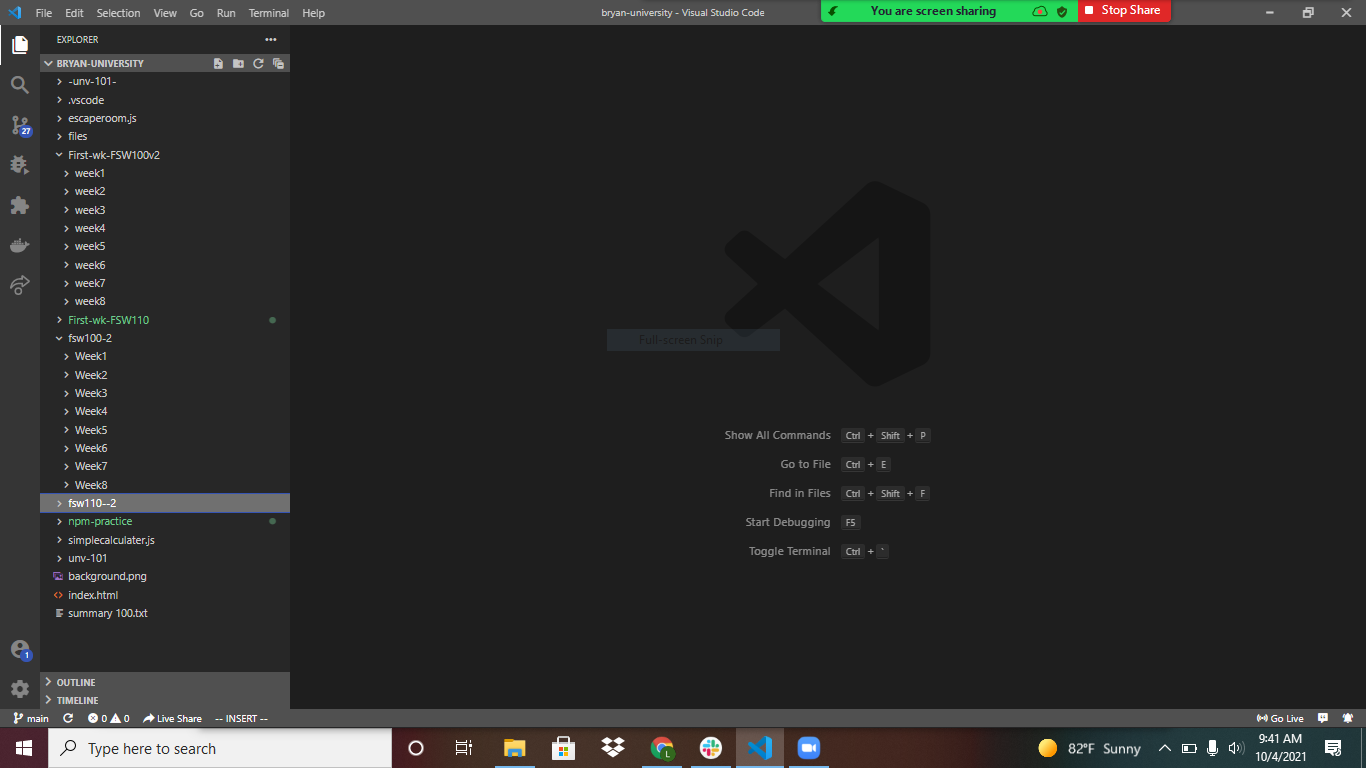 File Edit Selection View Go Run Terminal Help
bryan-university - Visual Studio Code
You are screen sharing
Stop Share
EXPLORER
BRYAN-UNIVERSITY
-unv-101-
.vscode
escaperoom.js
files
First-wk-FSW100v2
week1
week2
week3
week4
week5
week6
week7
week8
First-wk-FSW110
fsw100-2
Week1
Week2
Week3
Week4
Week5
Week6
Week7
Week8
fsw110--2
npm-practice
simplecalculater.js
unv-101
background.png
index.html
summary 100.txt
OUTLINE
TIMELINE
27
1
Full-screen Snip
Show All Commands Ctrl + Shift + P
Go to File Ctrl + E
Find in Files Ctrl + Shift + F
Start Debugging F5
Toggle Terminal Ctrl + `
main 0 0 Live Share -- INSERT --
Go Live
Type here to search
L
82°F Sunny
9:41 AM
10/4/2021